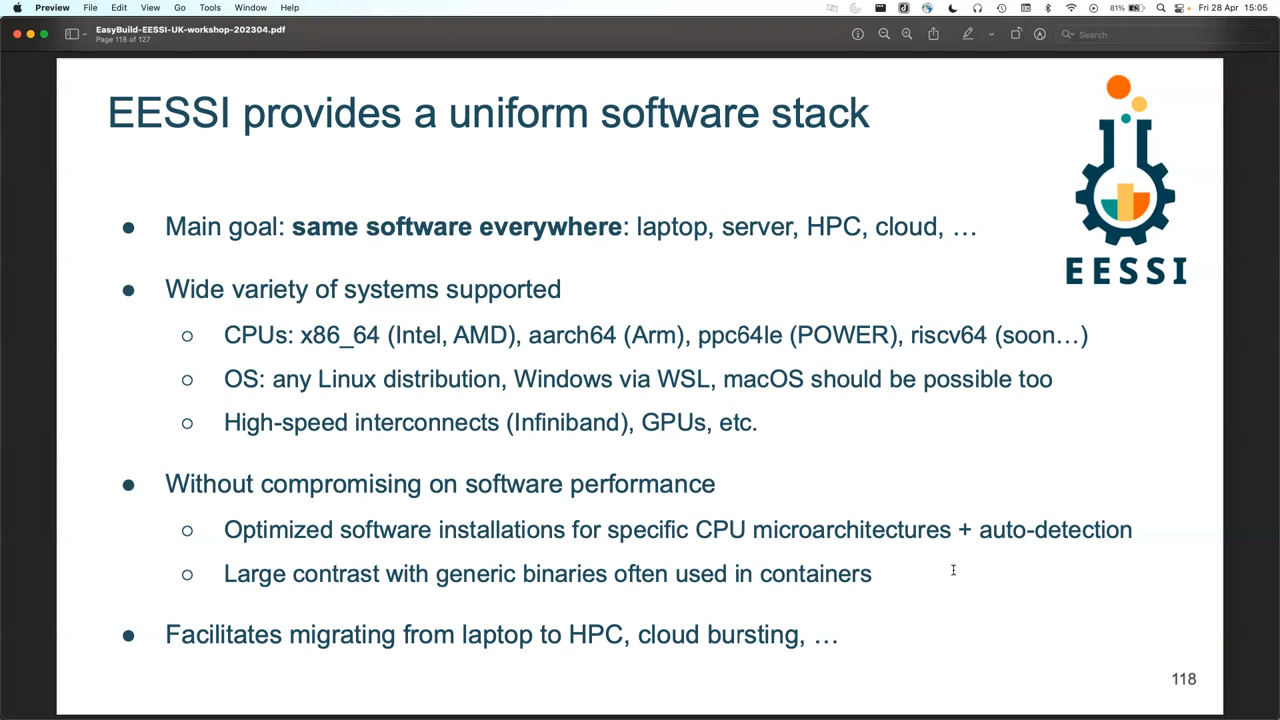 Preview File Edit View Go Tools Window Help 81% Fri 28 Apr 15:05
EasyBuild-EESSI-UK-workshop-202304.pdf
Page 118 of 127
Search
EESSI provides a uniform software stack
EESSI
● Main goal: same software everywhere: laptop, server, HPC, cloud, …
● Wide variety of systems supported
○ CPUs: x86_64 (Intel, AMD), aarch64 (Arm), ppc64le (POWER), riscv64 (soon…)
○ OS: any Linux distribution, Windows via WSL, macOS should be possible too
○ High-speed interconnects (Infiniband), GPUs, etc.
● Without compromising on software performance
○ Optimized software installations for specific CPU microarchitectures + auto-detection
○ Large contrast with generic binaries often used in containers
● Facilitates migrating from laptop to HPC, cloud bursting, …
118